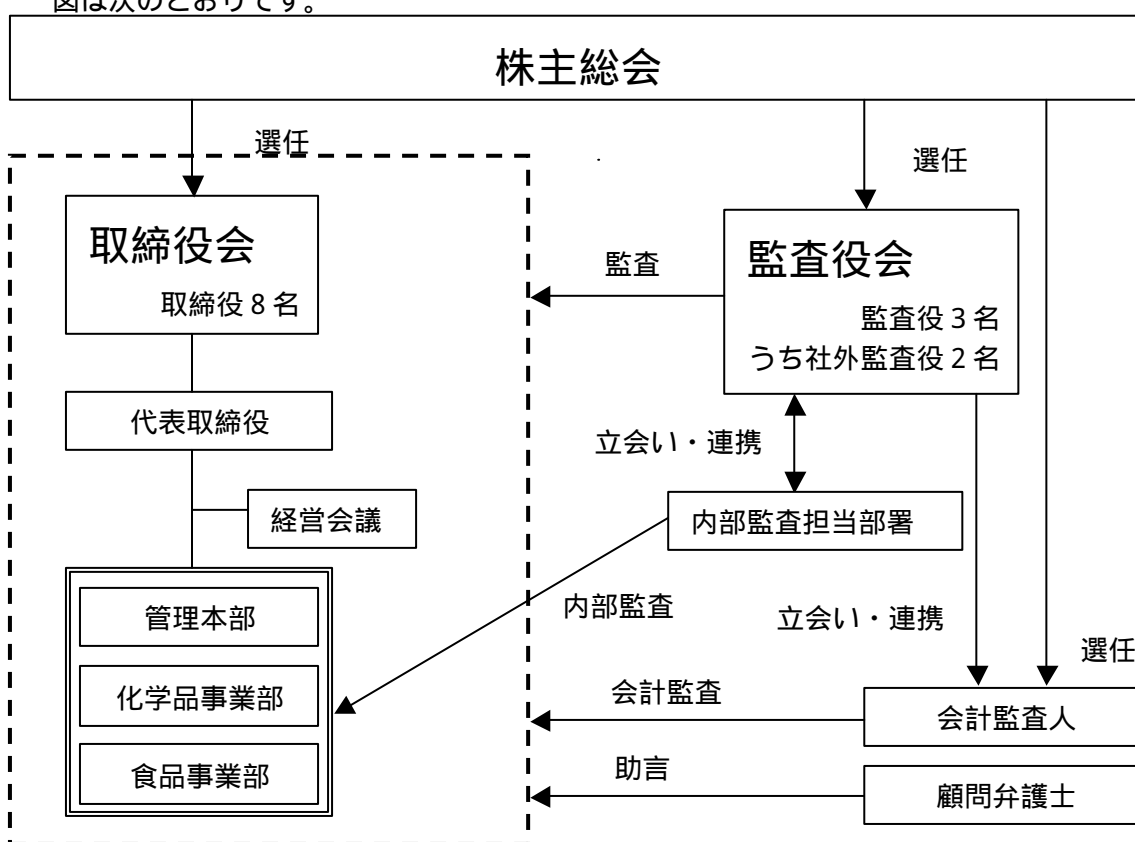 図は次のとおりです。
株主総会
選任
選任
取締役会
取締役 8 名
監査
監査役会
監査役 3 名
うち社外監査役 2 名
代表取締役
立会い・連携
経営会議
内部監査担当部署
管理本部
内部監査
立会い・連携
選任
化学品事業部
会計監査
会計監査人
食品事業部
助言
顧問弁護士